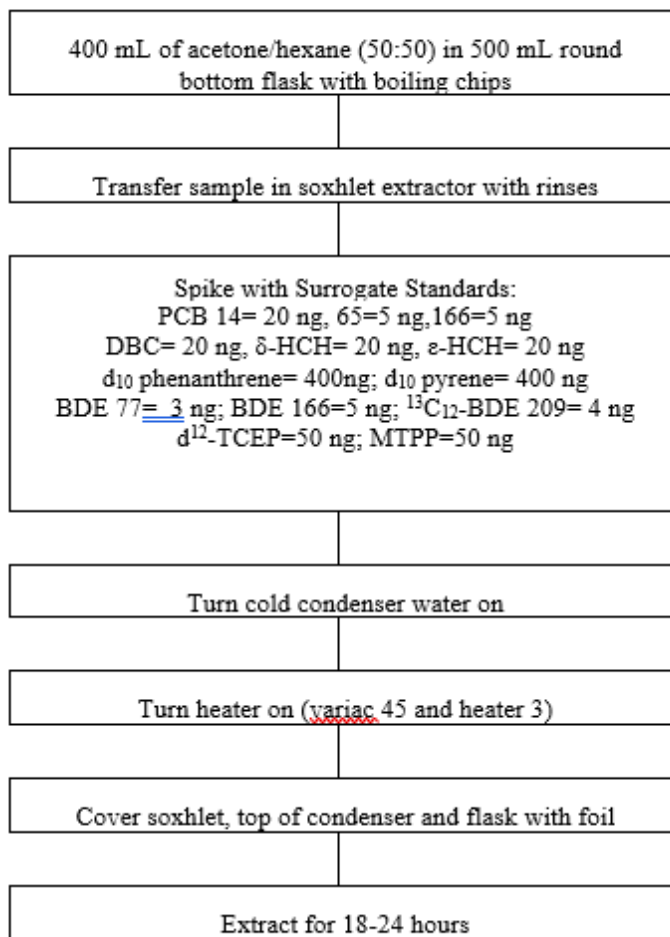 400 mL of acetone/hexane (50:50) in 500 mL round
bottom flask with boiling chips
Transfer sample in soxhlet extractor with rinses
Spike with Surrogate Standards:
PCB 14= 20 ng, 65=5 ng,166=5 ng
DBC= 20 ng, δ-HCH= 20 ng, ε-HCH= 20 ng
d₁₀ phenanthrene= 400ng; d₁₀ pyrene= 400 ng
BDE 77= 3 ng; BDE 166=5 ng; ¹³C₁₂-BDE 209= 4 ng
d¹²-TCEP=50 ng; MTPP=50 ng
Turn cold condenser water on
Turn heater on (variac 45 and heater 3)
Cover soxhlet, top of condenser and flask with foil
Extract for 18-24 hours